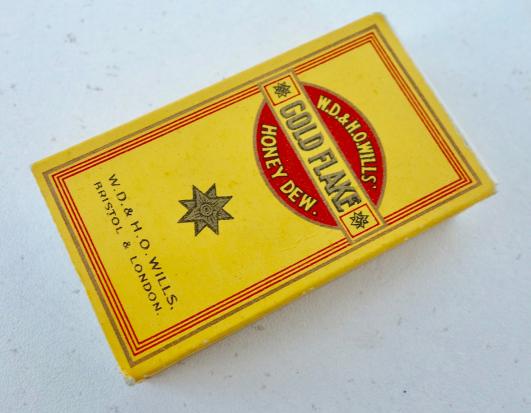 W.D.& H.O.WILLS'
GOLD FLAKE
HONEY DEW.
W.D.& H.O.WILLS.
BRISTOL & LONDON.